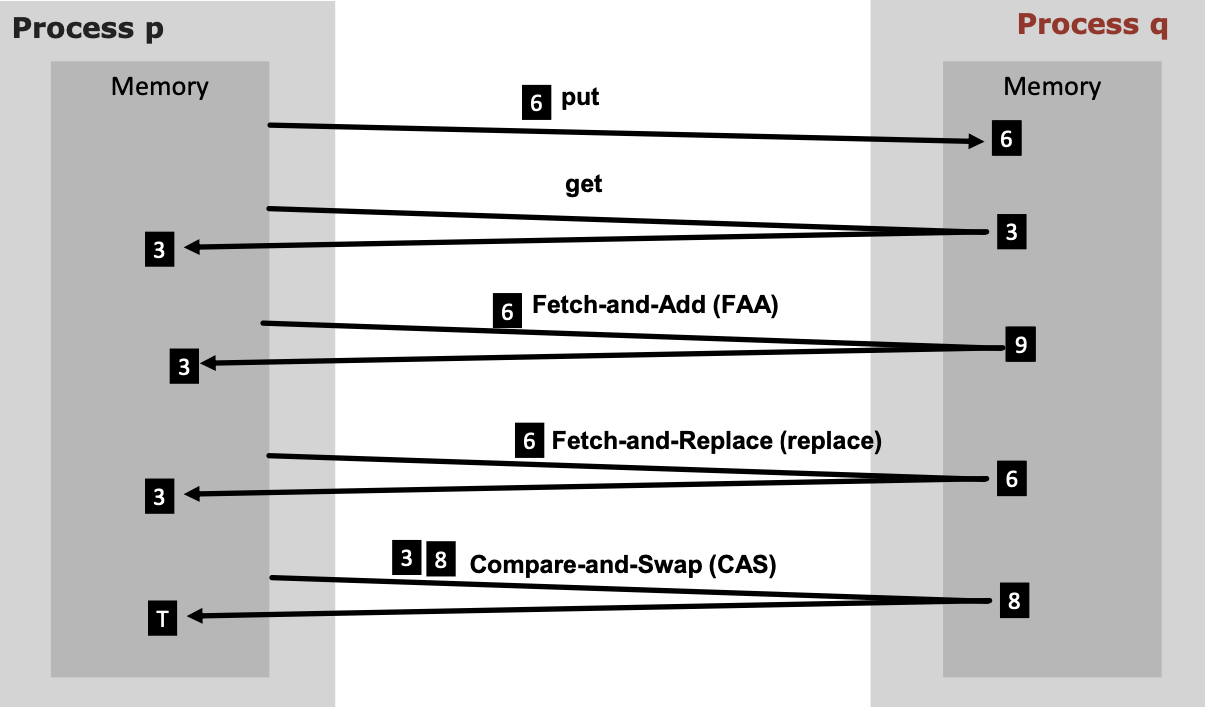 Process p
Process q
Memory
Memory
6 put
6
get
3
3
6 Fetch-and-Add (FAA)
9
3
6 Fetch-and-Replace (replace)
6
3
3 8 Compare-and-Swap (CAS)
8
T